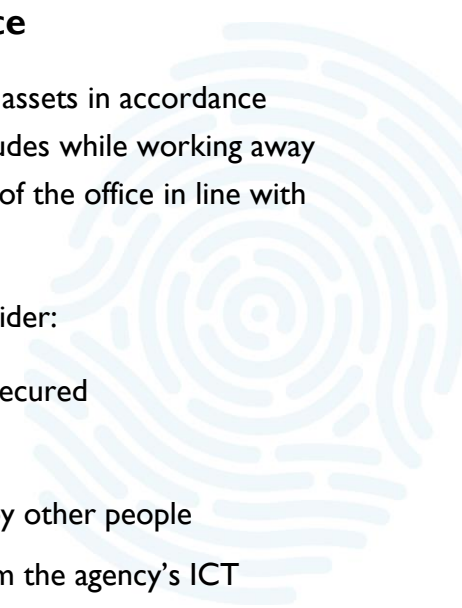 ce
assets in accordance
udes while working away
of the office in line with
ider:
ecured
y other people
m the agency’s ICT